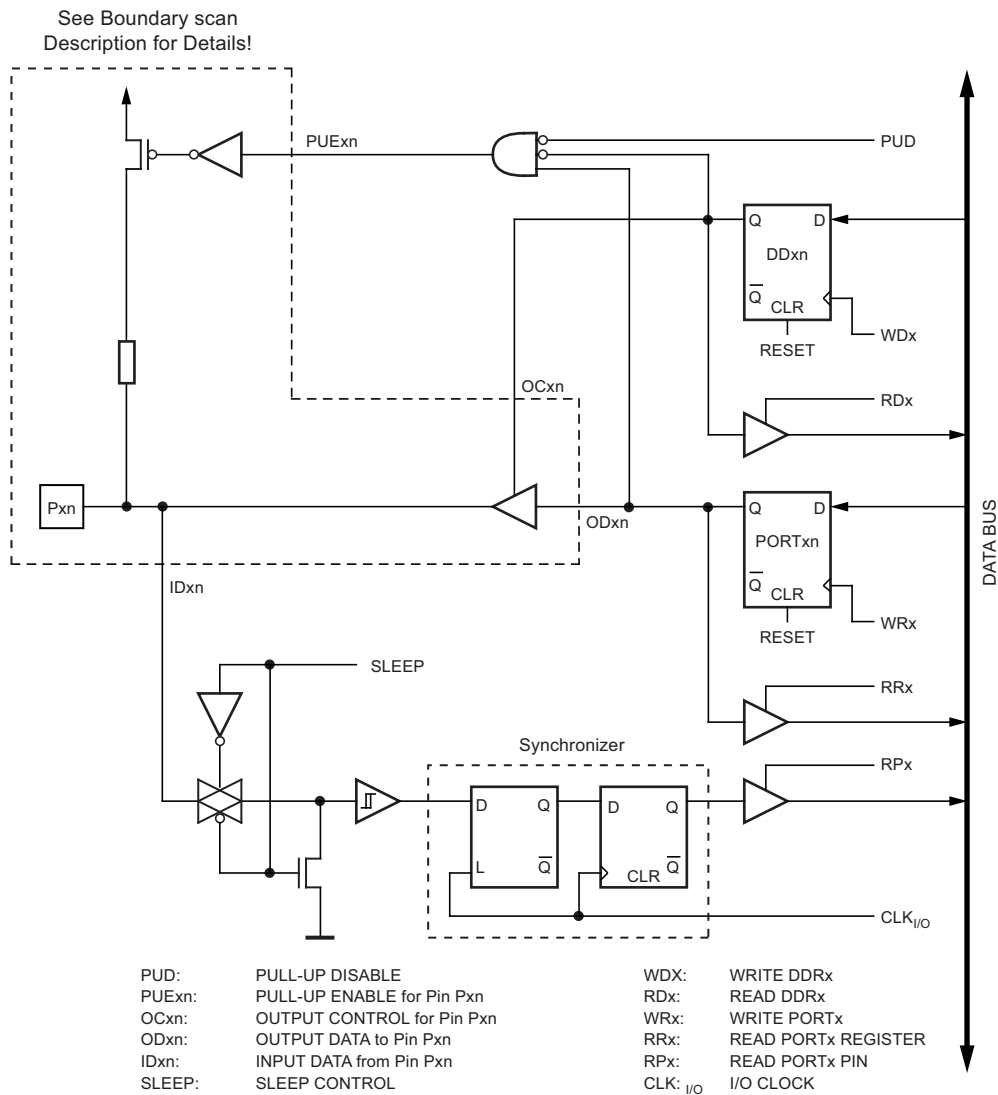 See Boundary scan
Description for Details!
PUExn
PUD
Q D
DDxn
Q
CLR
RESET
WDx
OCxn
RDx
Pxn
ODxn
Q D
PORTxn
Q
CLR
RESET
WRx
DATA BUS
IDxn
SLEEP
RRx
Synchronizer
RPx
D Q
L Q
D Q
CLR Q
CLK I/O
PUD: PULL-UP DISABLE
PUExn: PULL-UP ENABLE for Pin Pxn
OCxn: OUTPUT CONTROL for Pin Pxn
ODxn: OUTPUT DATA to Pin Pxn
IDxn: INPUT DATA from Pin Pxn
SLEEP: SLEEP CONTROL
WDX: WRITE DDRx
RDx: READ DDRx
WRx: WRITE PORTx
RRx: READ PORTx REGISTER
RPx: READ PORTx PIN
CLK: I/O I/O CLOCK